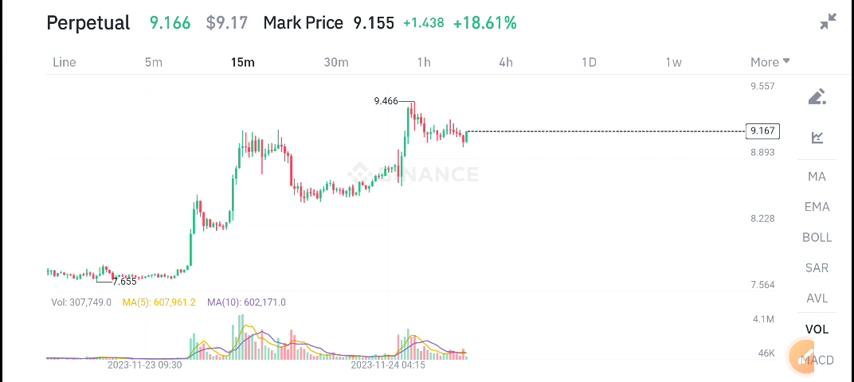 Perpetual 9.166 $9.17 Mark Price 9.155 +1.438 +18.61%
Line 5m 15m 30m 1h 4h 1D 1w More
9.557
9.466
9.167
8.893
BINANCE
8.228
7.655
7.564
MA
EMA
BOLL
SAR
AVL
VOL
MACD
Vol: 307,749.0 MA(5): 607,961.2 MA(10): 602,171.0
4.1M
46K
2023-11-23 09:30 2023-11-24 04:15